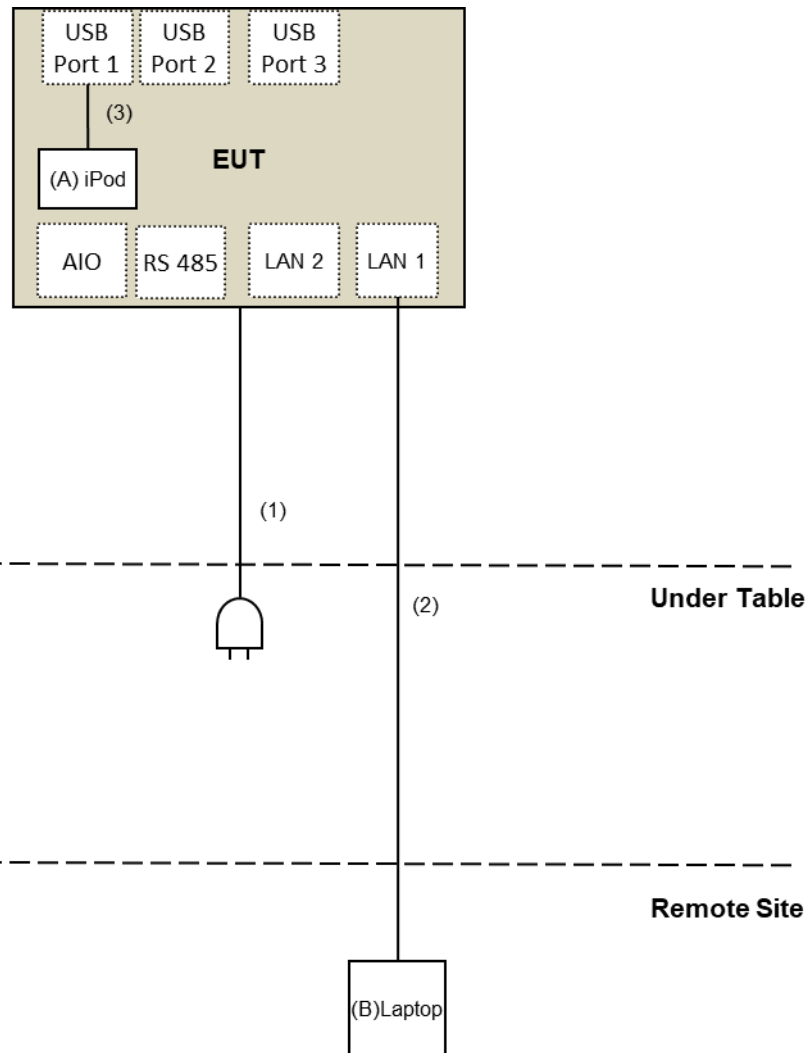 USB
Port 1
USB
Port 2
USB
Port 3
(3)
EUT
(A) iPod
AIO
RS 485
LAN 2
LAN 1
(1)
Under Table
(2)
Remote Site
(B)Laptop